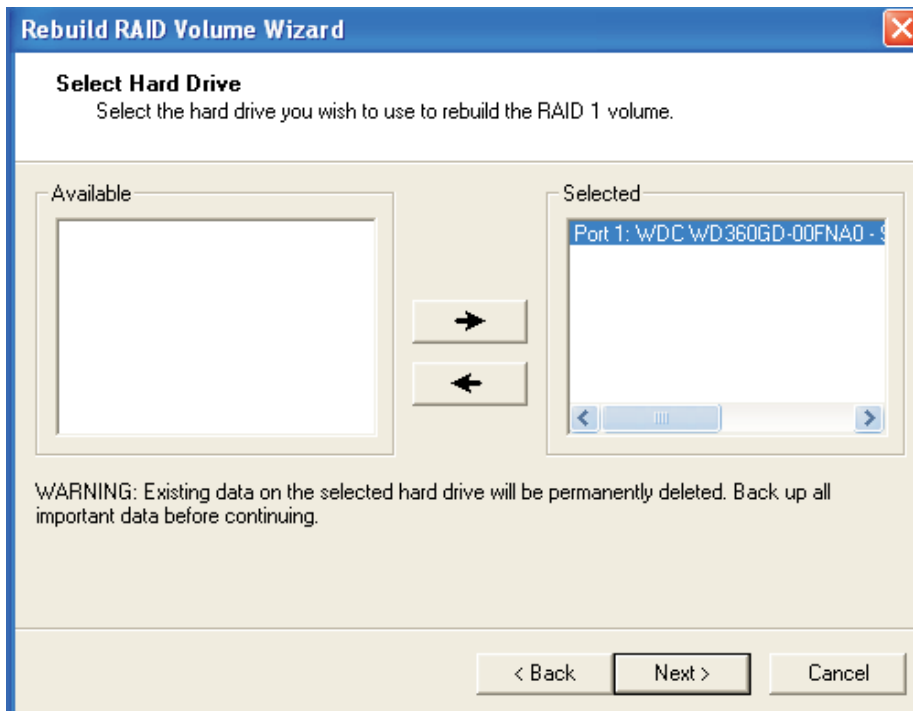 Rebuild RAID Volume Wizard
Select Hard Drive
Select the hard drive you wish to use to rebuild the RAID 1 volume.
Available
Selected
Port 1: WDC WD360GD-00FNA0 - S
WARNING: Existing data on the selected hard drive will be permanently deleted. Back up all
important data before continuing.
< Back
Next >
Cancel